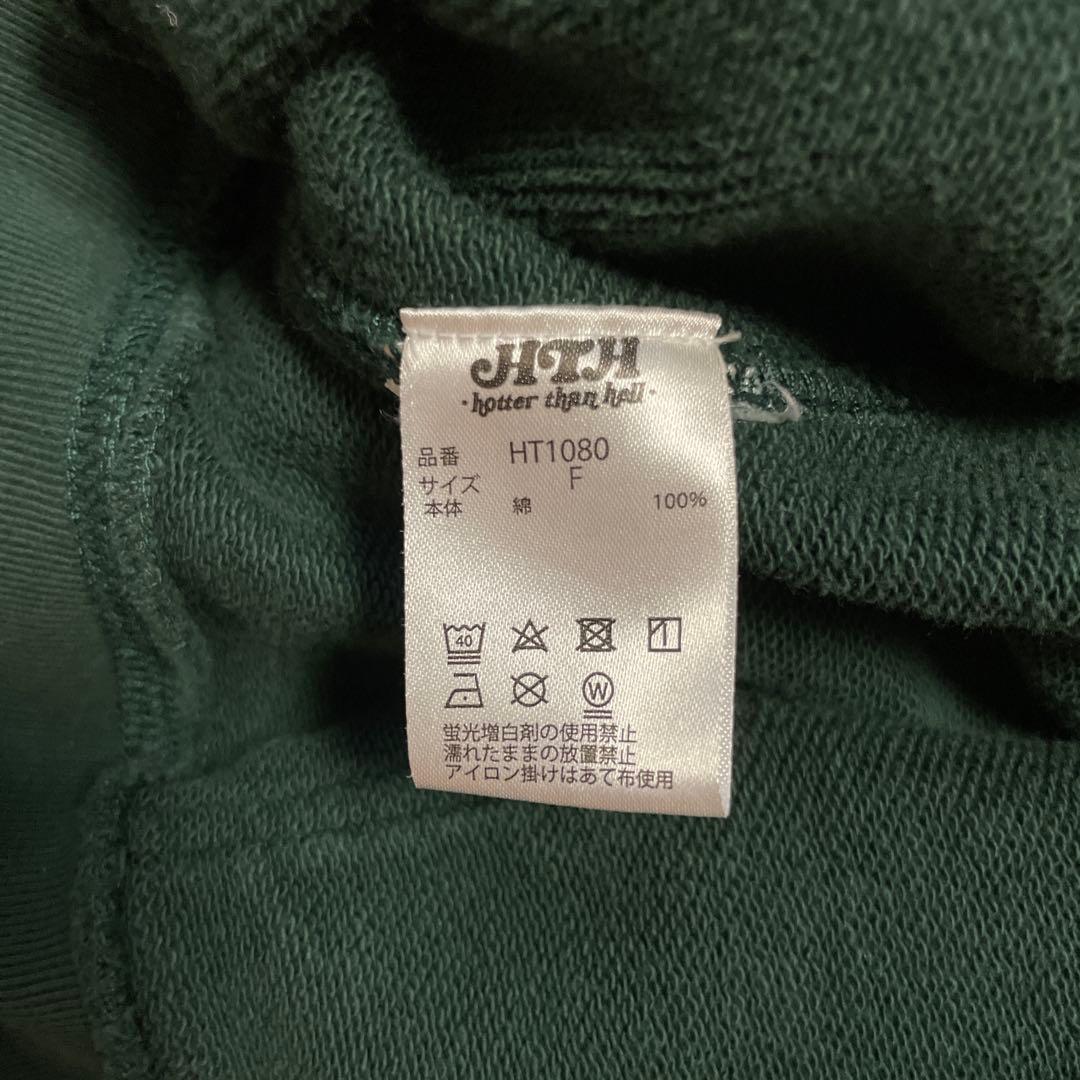 HTH
·hotter than hell·
品番 HT1080
サイズ F
本体 綿 100%
40
W
蛍光増白剤の使用禁止
濡れたままの放置禁止
アイロン掛けはあて布使用